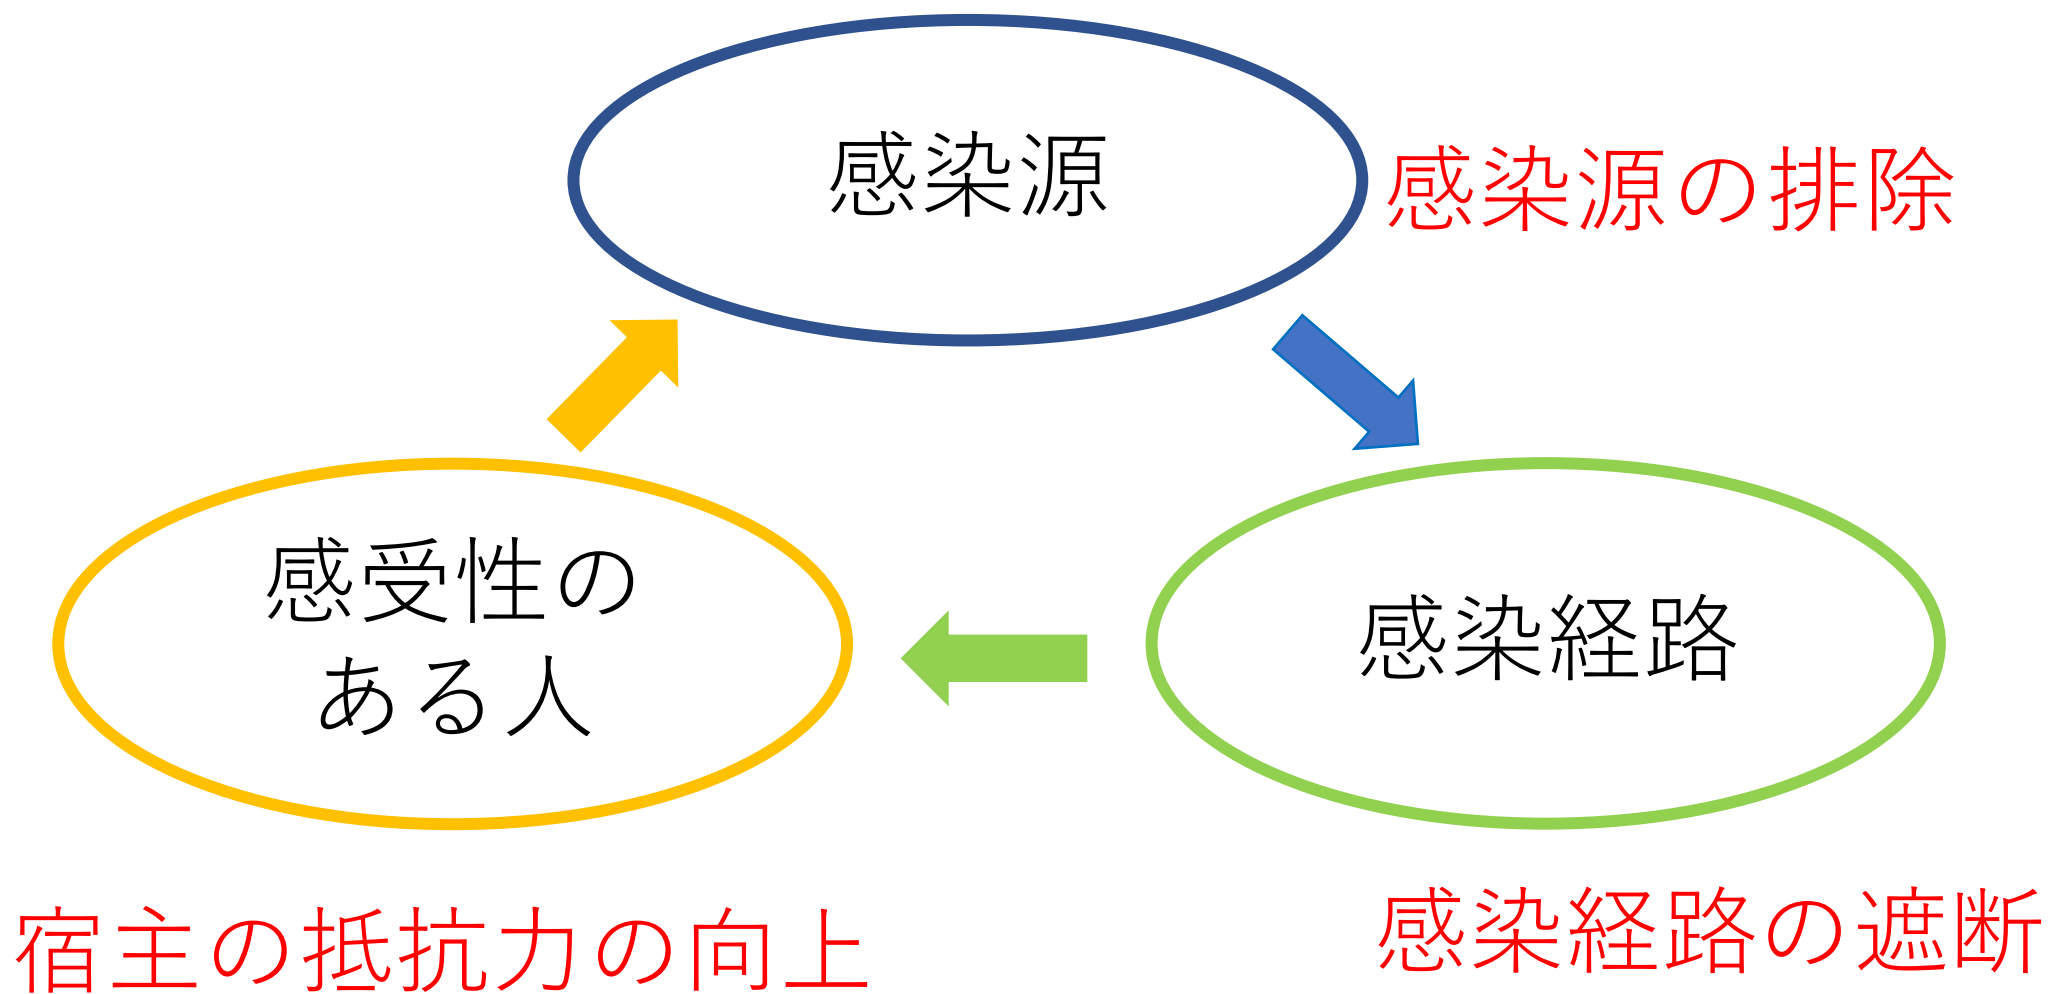 感染源
感染源の排除
感受性の
ある人
感染経路
宿主の抵抗力の向上
感染経路の遮断